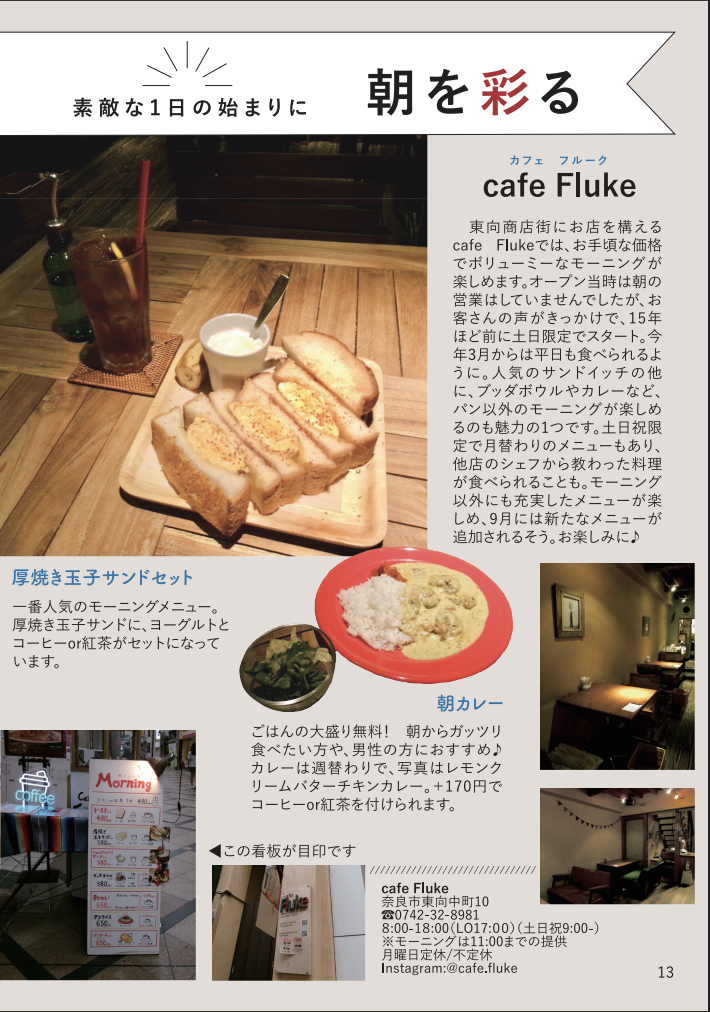 素敵な1日の始まりに
朝を彩る
カフェ　フルーク
cafe Fluke
　東向商店街にお店を構える
cafe　Flukeでは、お手頃な価格
でボリューミーなモーニングが
楽しめます。オープン当時は朝の
営業はしていませんでしたが、お
客さんの声がきっかけで、15年
ほど前に土日限定でスタート。今
年3月からは平日も食べられるよ
うに。人気のサンドイッチの他
に、ブッダボウルやカレーなど、
パン以外のモーニングが楽しめ
るのも魅力の1つです。土日祝限
定で月替わりのメニューもあり、
他店のシェフから教わった料理
が食べられることも。モーニング
以外にも充実したメニューが楽
しめ、9月には新たなメニューが
追加されるそう。お楽しみに♪
厚焼き玉子サンドセット
一番人気のモーニングメニュー。
厚焼き玉子サンドに、ヨーグルトと
コーヒーor紅茶がセットになって
います。
朝カレー
ごはんの大盛り無料！　朝からガッツリ
食べたい方や、男性の方におすすめ♪
カレーは週替わりで、写真はレモンク
リームバターチキンカレー。＋170円で
コーヒーor紅茶を付けられます。
coffee
Morning
480
580
580
580
650
650
650
◀この看板が目印です
Fluke
cafe Fluke
奈良市東向中町10
☎0742-32-8981
8:00-18:00（LO17:00）（土日祝9:00-）
※モーニングは11:00までの提供
月曜日定休/不定休
Instagram:@cafe.fluke
13